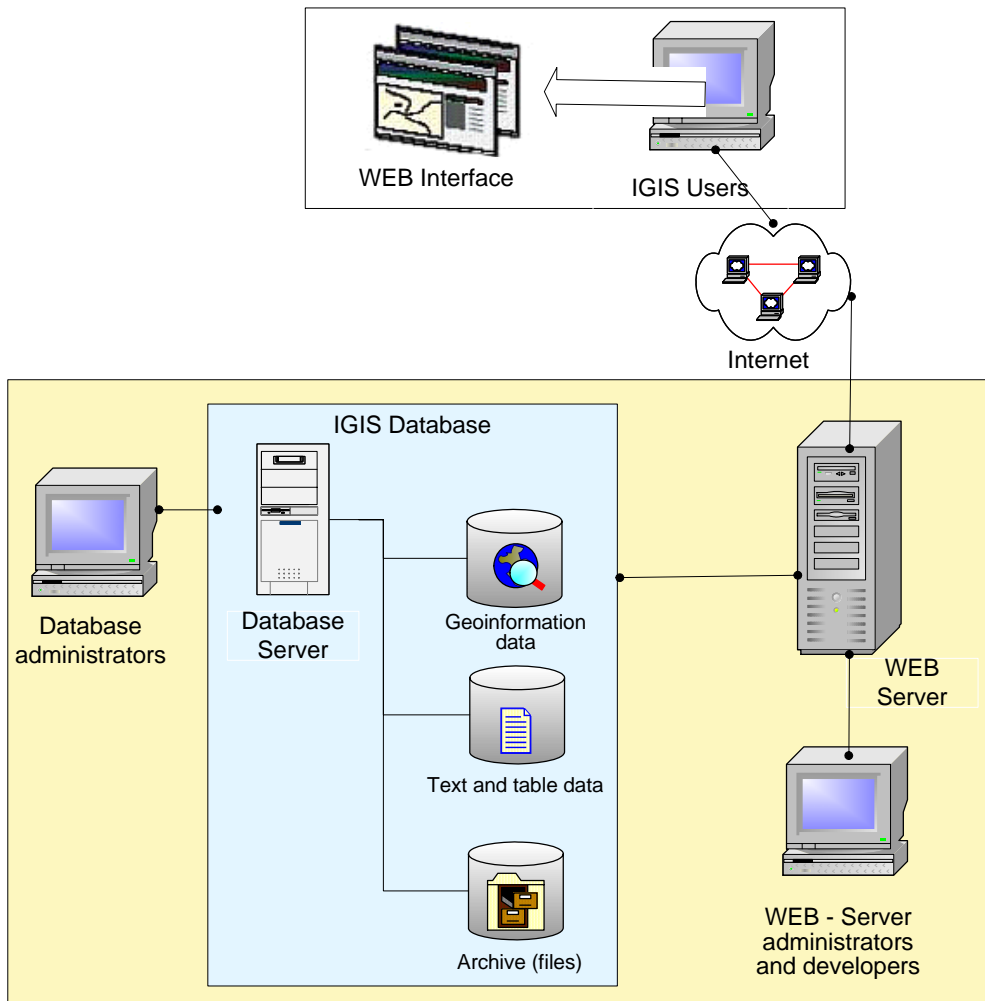 WEB Interface
IGIS Users
Internet
IGIS Database
Database
administrators
Database
Server
Geoinformation
data
Text and table data
Archive (files)
WEB
Server
WEB - Server
administrators
and developers